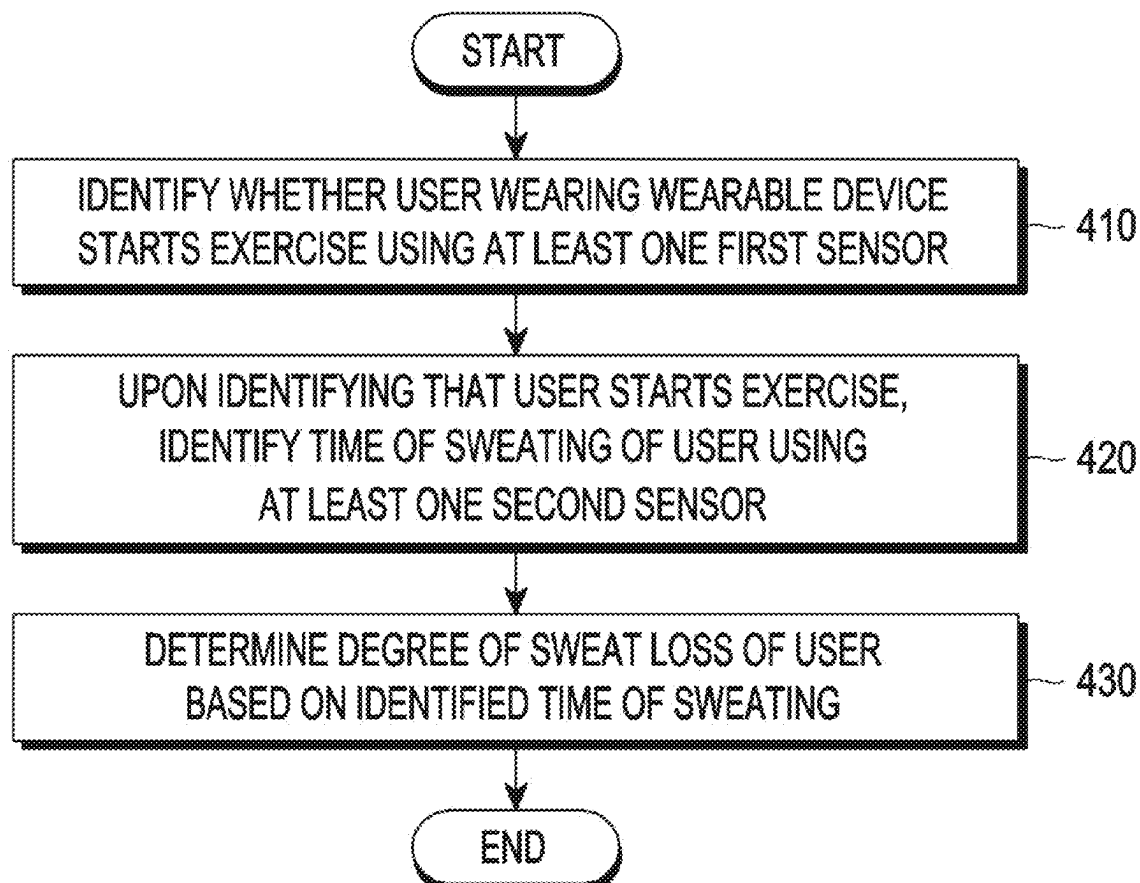 START
IDENTIFY WHETHER USER WEARING WEARABLE DEVICE
STARTS EXERCISE USING AT LEAST ONE FIRST SENSOR
410
UPON IDENTIFYING THAT USER STARTS EXERCISE,
IDENTIFY TIME OF SWEATING OF USER USING
AT LEAST ONE SECOND SENSOR
420
DETERMINE DEGREE OF SWEAT LOSS OF USER
BASED ON IDENTIFIED TIME OF SWEATING
430
END